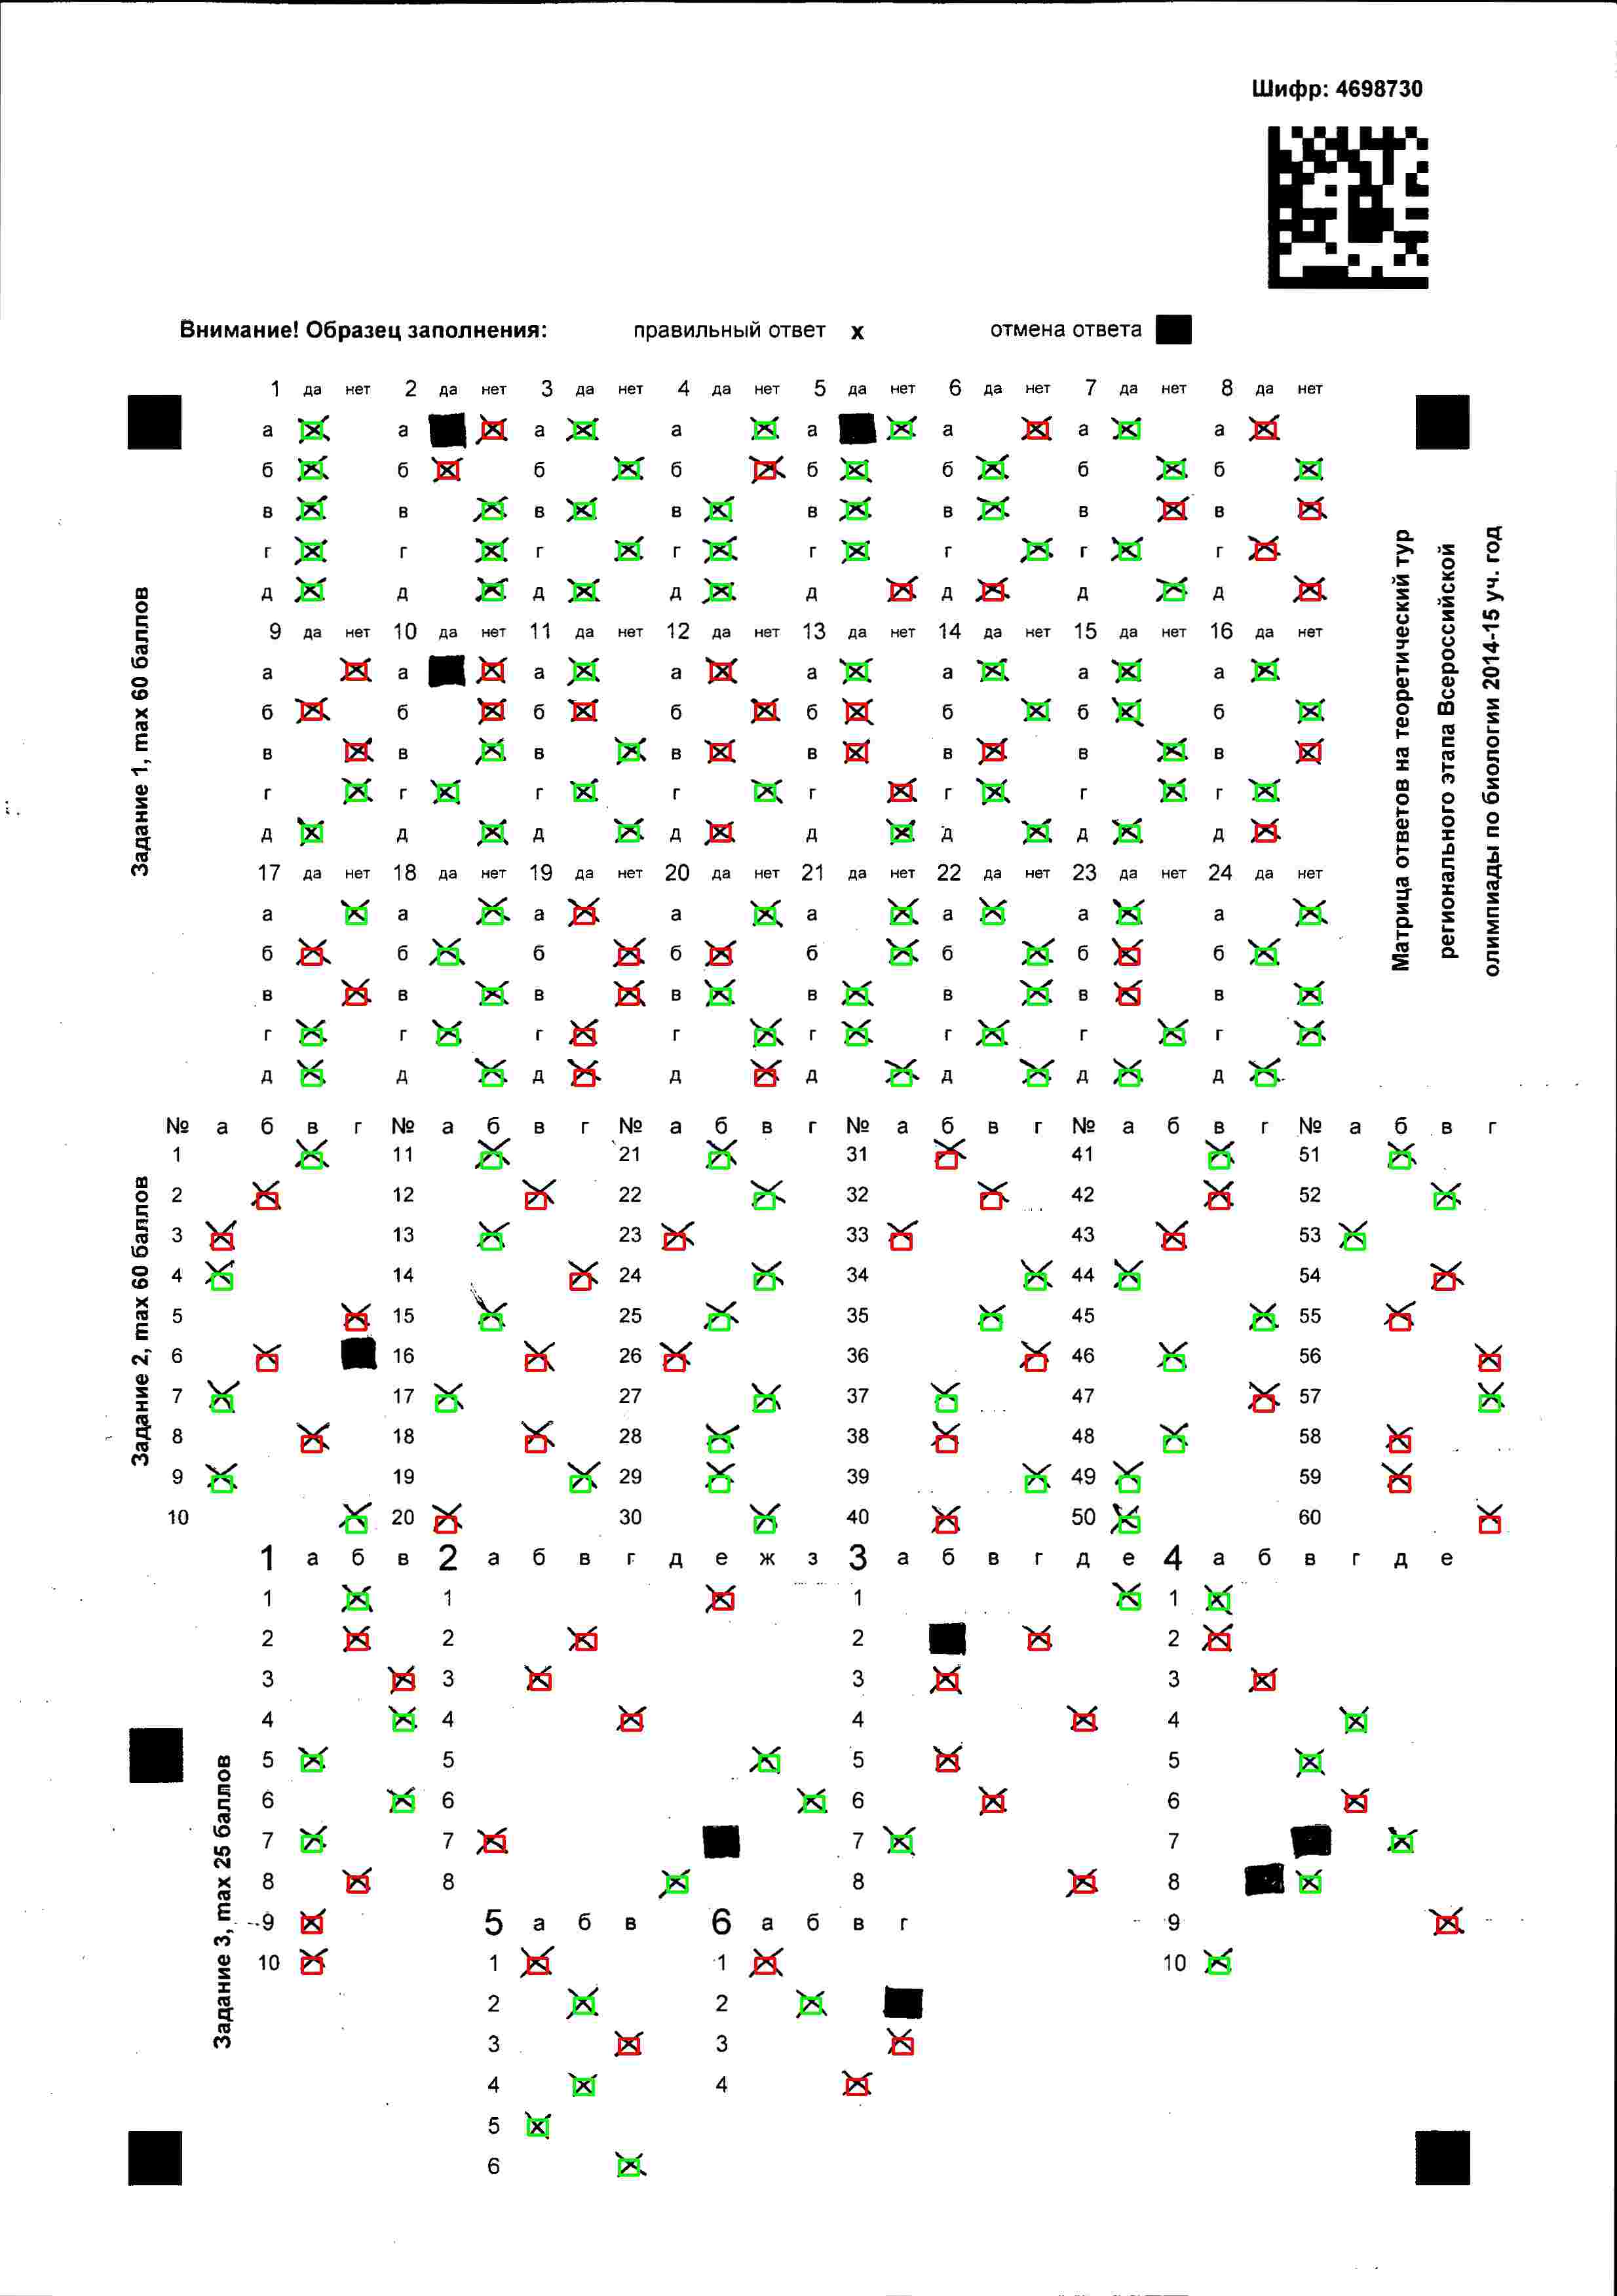 Шифр: 4698730
Внимание! Образец заполнения: правильный ответ x отмена ответа
1 да нет 2 да нет 3 да нет 4 да нет 5 да нет 6 да нет 7 да нет 8 да нет
а а а а а а а а
б б б б б б б б
в в в в в в в в
г г г г г г г г
д д д д д д д д
9 да нет 10 да нет 11 да нет 12 да нет 13 да нет 14 да нет 15 да нет 16 да нет
а а а а а а а а
б б б б б б б б
в в в в в в в в
г г г г г г г г
д д д д д д д д
17 да нет 18 да нет 19 да нет 20 да нет 21 да нет 22 да нет 23 да нет 24 да нет
а а а а а а а а
б б б б б б б б
в в в в в в в в
г г г г г г г г
д д д д д д д д
Задание 1, max 60 баллов
Матрица ответов на теоретический тур
регионального этапа Всероссийской
олимпиады по биологии 2014-15 уч. год
№ а б в г № а б в г № а б в г № а б в г № а б в г № а б в г
1 11 21 31 41 51
2 12 22 32 42 52
3 13 23 33 43 53
4 14 24 34 44 54
5 15 25 35 45 55
6 16 26 36 46 56
7 17 27 37 47 57
8 18 28 38 48 58
9 19 29 39 49 59
10 20 30 40 50 60
Задание 2, max 60 баллов
1 а б в 2 а б в г д е ж з 3 а б в г д е 4 а б в г д е
1 1 1 1
2 2 2 2
3 3 3 3
4 4 4 4
5 5 5 5
6 6 6 6
7 7 7 7
8 8 8 8
9 5 а б в 6 а б в г 9
10 1 1 10
2 2
3 3
4 4
5
6
Задание 3, max 25 баллов